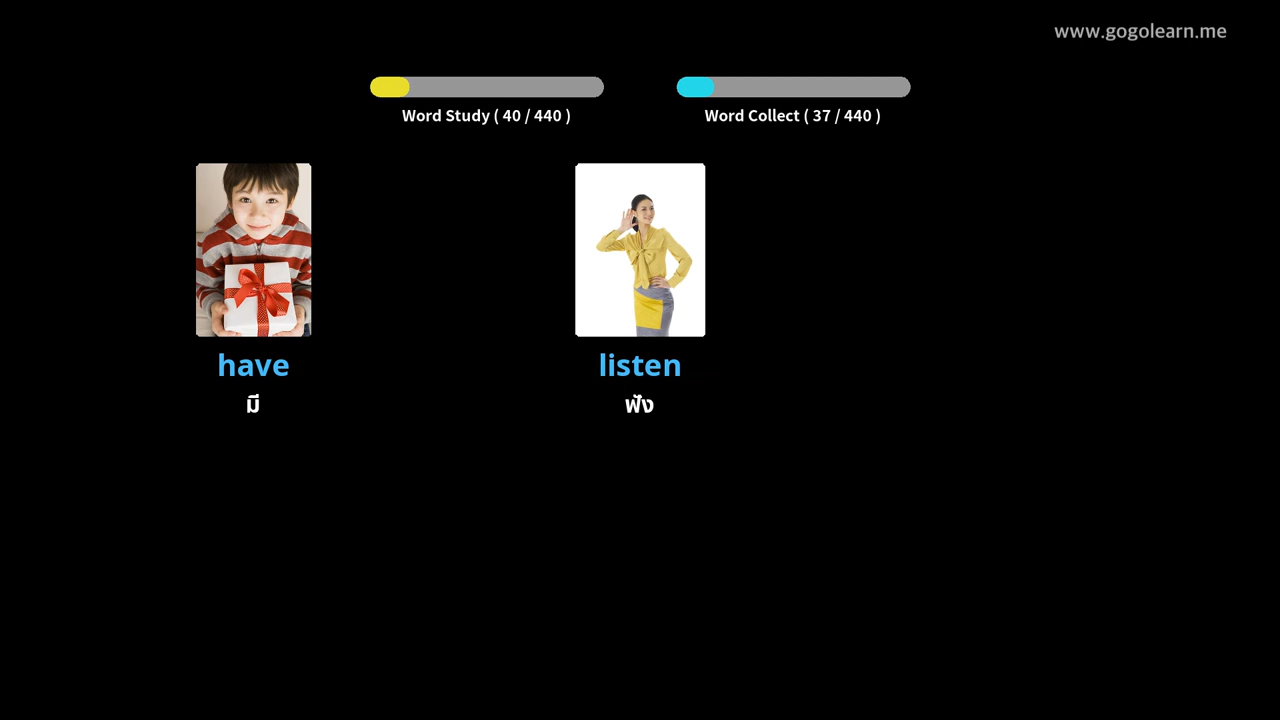 www.gogolearn.me
Word Study ( 40 / 440 )
Word Collect ( 37 / 440 )
have
มี
listen
ฟัง